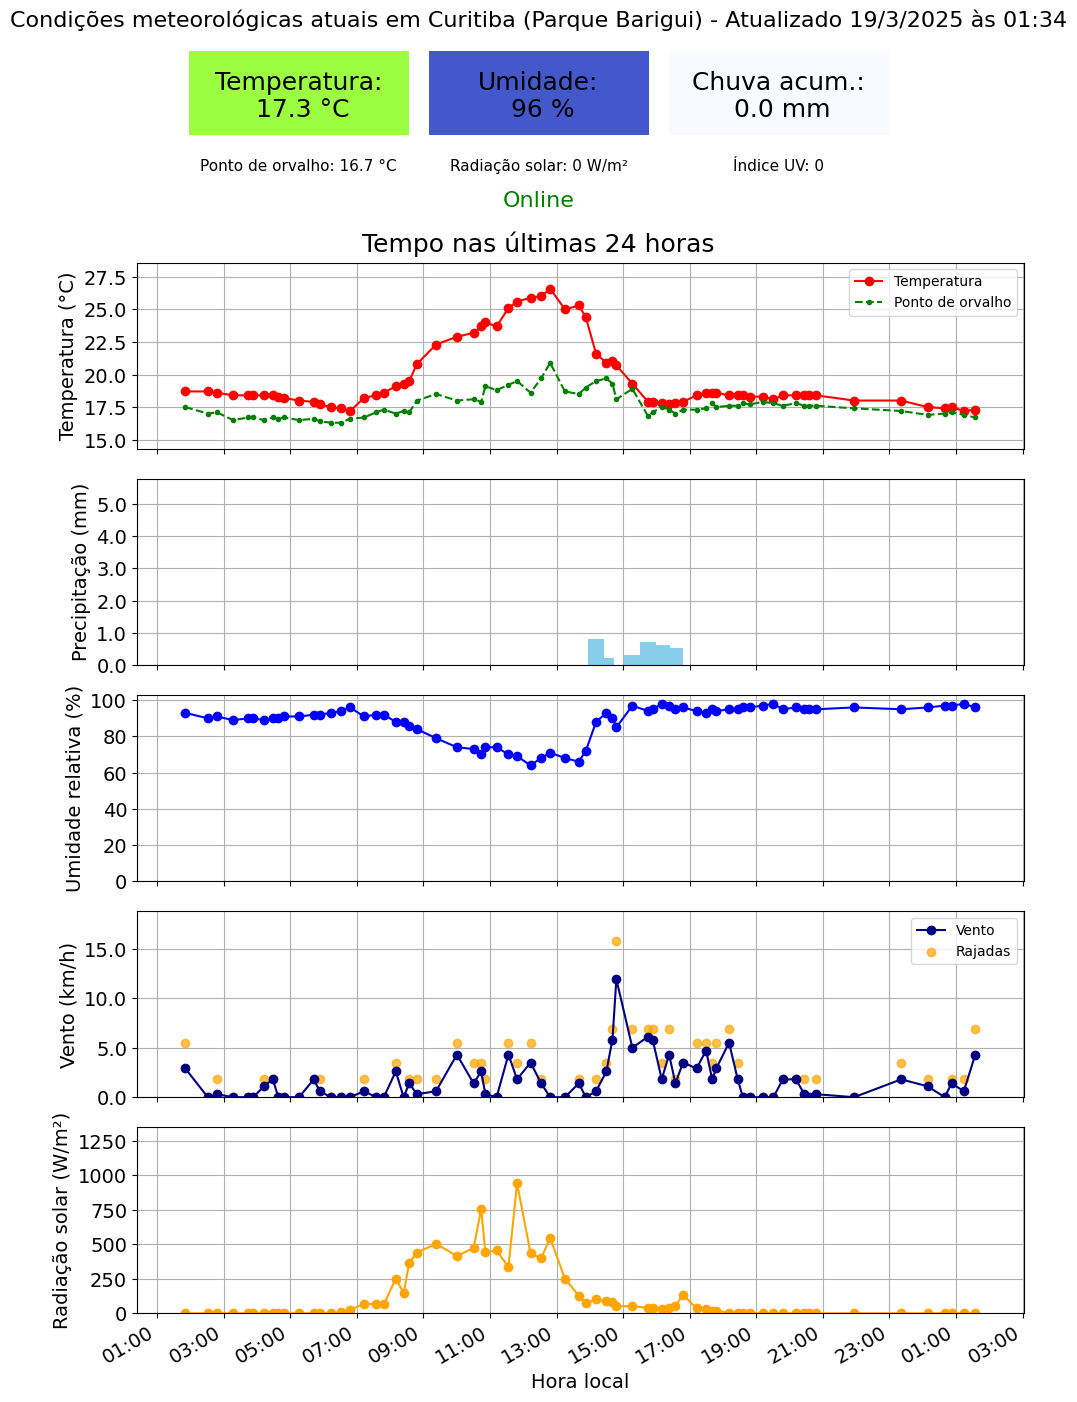 Condições meteorológicas atuais em Curitiba (Parque Barigui) - Atualizado 19/3/2025 às 01:34
Temperatura:
17.3 °C
Umidade:
96 %
Chuva acum.:
0.0 mm
Ponto de orvalho: 16.7 °C
Radiação solar: 0 W/m²
Índice UV: 0
Online
Tempo nas últimas 24 horas
Temperatura (°C)
27.5
25.0
22.5
20.0
17.5
15.0
Temperatura
Ponto de orvalho
Precipitação (mm)
5.0
4.0
3.0
2.0
1.0
0.0
Umidade relativa (%)
100
80
60
40
20
0
Vento (km/h)
15.0
10.0
5.0
0.0
Vento
Rajadas
Radiação solar (W/m²)
1250
1000
750
500
250
0
01:00
03:00
05:00
07:00
09:00
11:00
13:00
15:00
17:00
19:00
21:00
23:00
01:00
03:00
Hora local